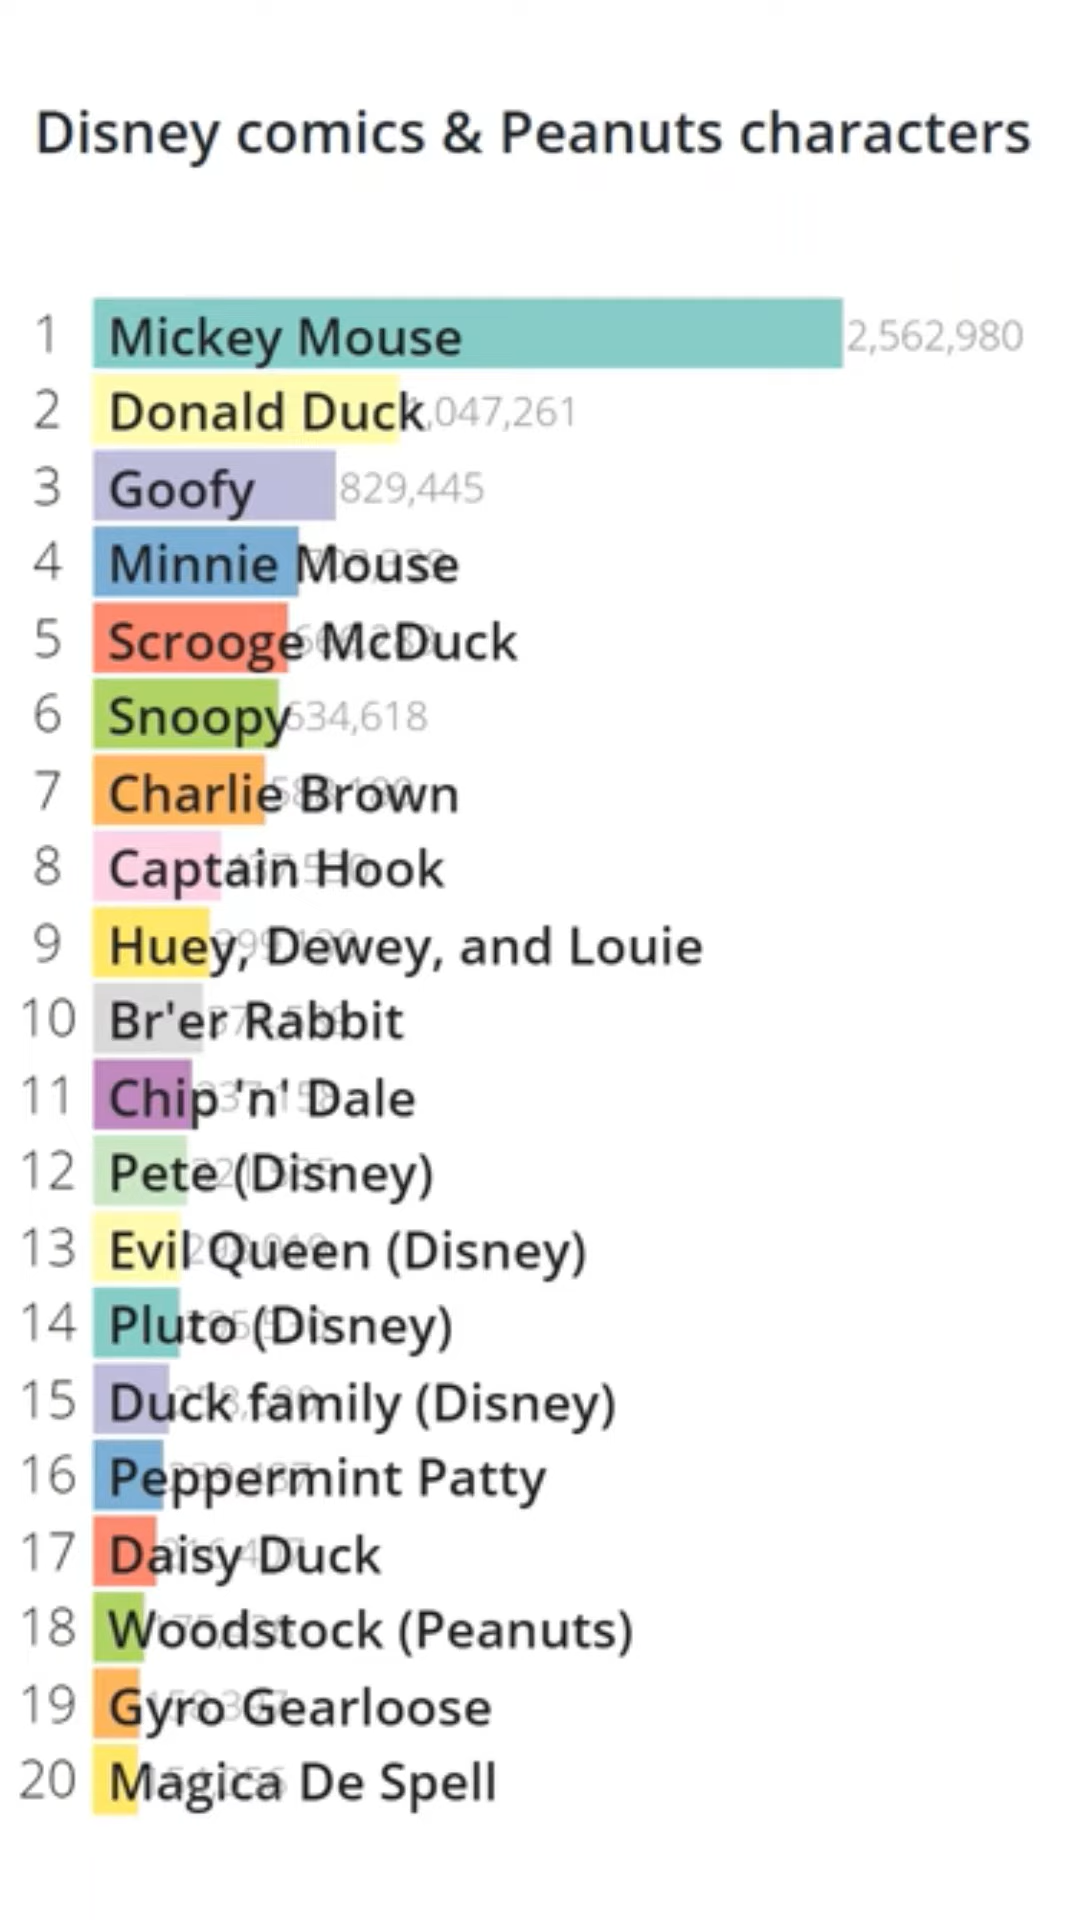 Disney comics & Peanuts characters
1 Mickey Mouse 2,562,980
2 Donald Duck 1,047,261
3 Goofy 829,445
4 Minnie Mouse
5 Scrooge McDuck
6 Snoopy 634,618
7 Charlie Brown
8 Captain Hook
9 Huey, Dewey, and Louie
10 Br'er Rabbit
11 Chip 'n' Dale
12 Pete (Disney)
13 Evil Queen (Disney)
14 Pluto (Disney)
15 Duck family (Disney)
16 Peppermint Patty
17 Daisy Duck
18 Woodstock (Peanuts)
19 Gyro Gearloose
20 Magica De Spell